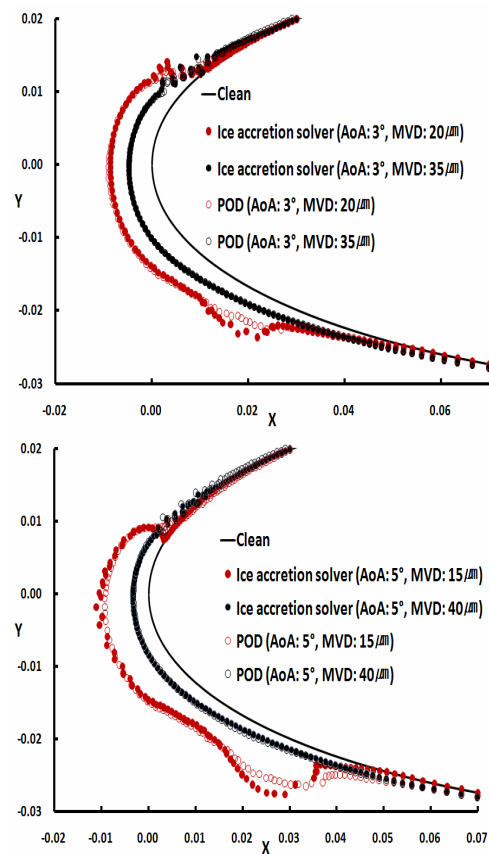 0.02
Clean
0.01
Ice accretion solver (AoA: 3°, MVD: 20㎛)
Ice accretion solver (AoA: 3°, MVD: 35㎛)
0.00
POD (AoA: 3°, MVD: 20㎛)
Y
POD (AoA: 3°, MVD: 35㎛)
-0.01
-0.02
-0.03
-0.02 0.00 0.02 0.04 0.06
X
0.02
0.01
Clean
Ice accretion solver (AoA: 5°, MVD: 15㎛)
0.00
Ice accretion solver (AoA: 5°, MVD: 40㎛)
Y
POD (AoA: 5°, MVD: 15㎛)
-0.01
POD (AoA: 5°, MVD: 40㎛)
-0.02
-0.03
-0.02 -0.01 0.00 0.01 0.02 0.03 0.04 0.05 0.06 0.07
X